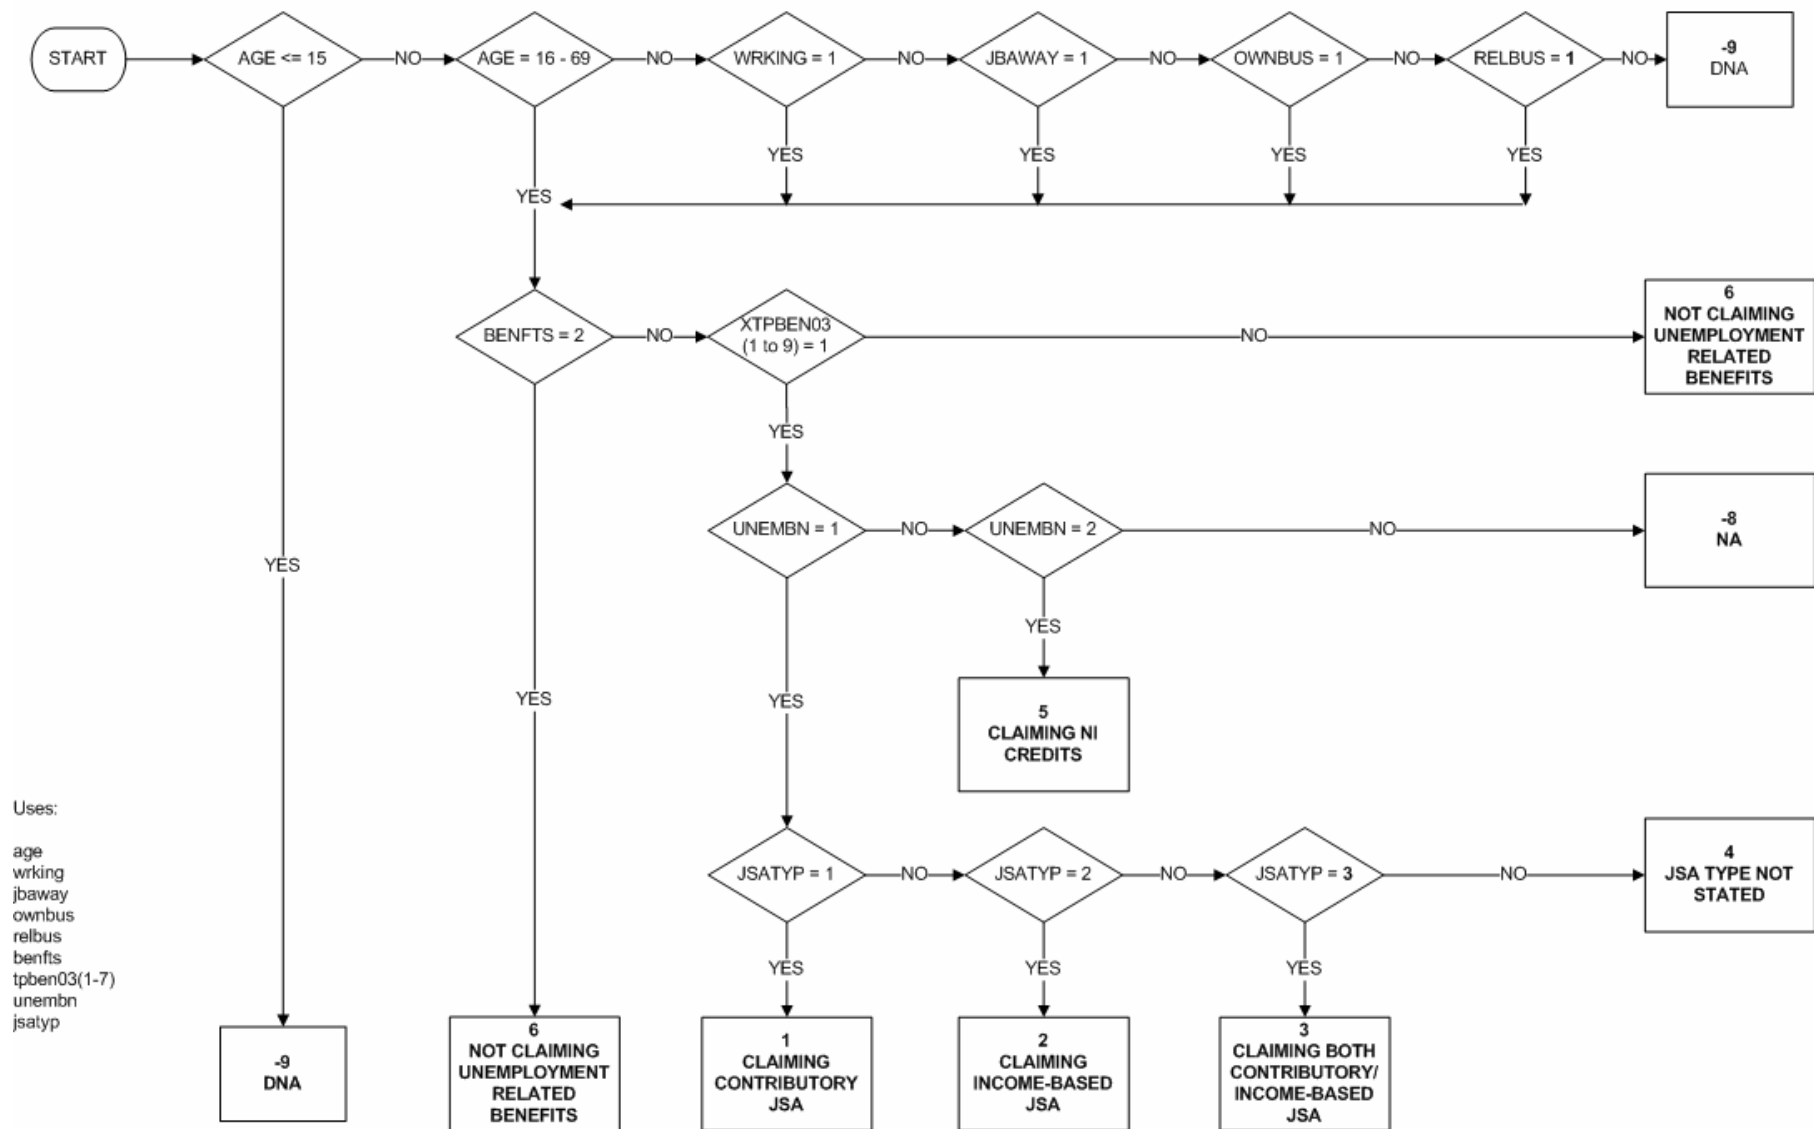 START
AGE <= 15
NO
AGE = 16 - 69
NO
WRKING = 1
NO
JBAWAY = 1
NO
OWNBUS = 1
NO
RELBUS = 1
NO
-9
DNA
YES
YES
YES
YES
YES
BENFTS = 2
NO
XTPBEN03
(1 to 9) = 1
NO
6
NOT CLAIMING
UNEMPLOYMENT
RELATED
BENEFITS
YES
UNEMBN = 1
NO
UNEMBN = 2
NO
-8
NA
YES
YES
YES
YES
5
CLAIMING NI
CREDITS
Uses:
age
wrking
jbaway
ownbus
relbus
benfts
tpben03(1-7)
unembn
jsatyp
JSATYP = 1
NO
JSATYP = 2
NO
JSATYP = 3
NO
4
JSA TYPE NOT
STATED
YES
YES
YES
-9
DNA
6
NOT CLAIMING
UNEMPLOYMENT
RELATED
BENEFITS
1
CLAIMING
CONTRIBUTORY
JSA
2
CLAIMING
INCOME-BASED
JSA
3
CLAIMING BOTH
CONTRIBUTORY/
INCOME-BASED
JSA